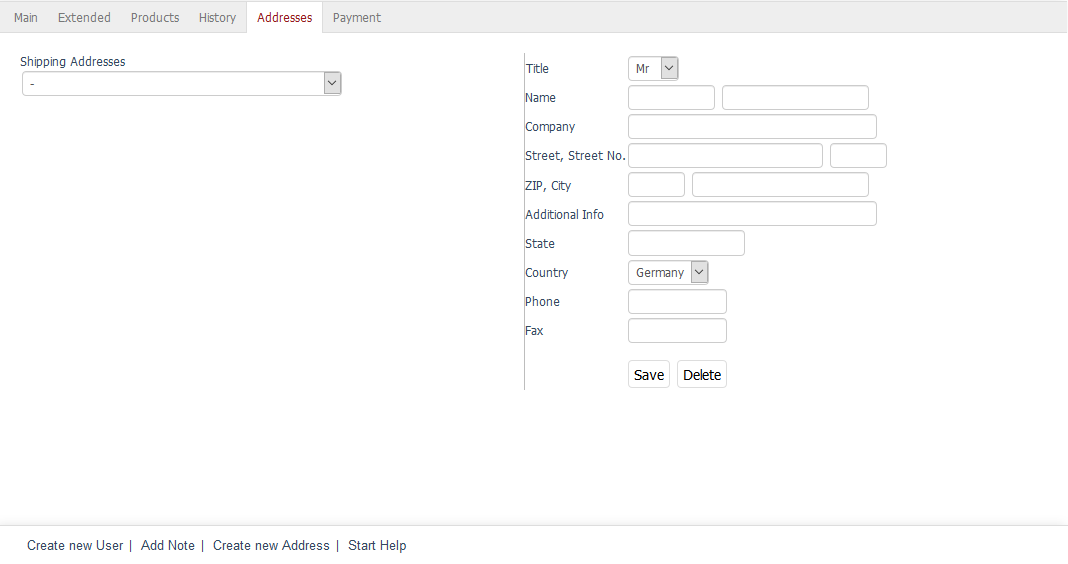 Main Extended Products History Addresses Payment
Shipping Addresses
-
Title Mr
Name
Company
Street, Street No.
ZIP, City
Additional Info
State
Country Germany
Phone
Fax
Save Delete
Create new User | Add Note | Create new Address | Start Help